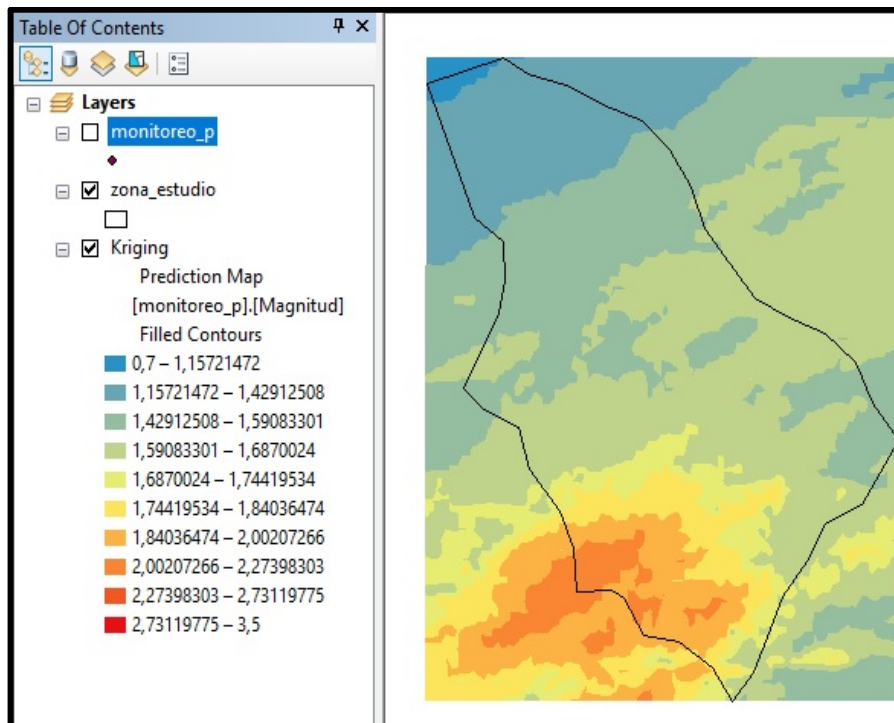 Table Of Contents
Layers
monitoreo_p
zona_estudio
Kriging
Prediction Map
[monitoreo_p].[Magnitud]
Filled Contours
0,7 – 1,15721472
1,15721472 – 1,42912508
1,42912508 – 1,59083301
1,59083301 – 1,6870024
1,6870024 – 1,74419534
1,74419534 – 1,84036474
1,84036474 – 2,00207266
2,00207266 – 2,27398303
2,27398303 – 2,73119775
2,73119775 – 3,5